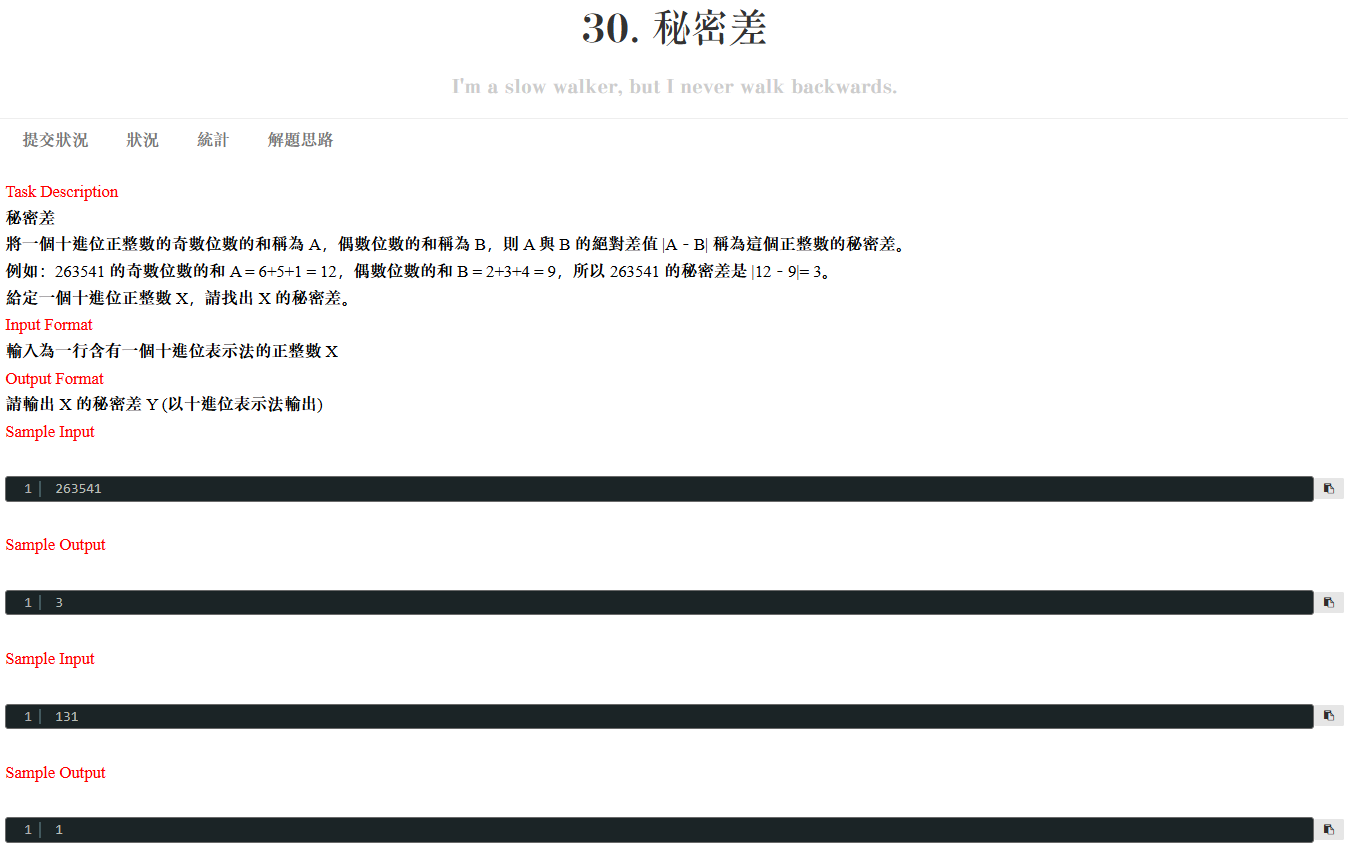 30. 秘密差
I'm a slow walker, but I never walk backwards.
提交狀況 狀況 統計 解題思路
Task Description
秘密差
將一個十進位正整數的奇數位數的和稱為 A，偶數位數的和稱為 B，則 A 與 B 的絕對差值 |A﹣B| 稱為這個正整數的秘密差。
例如：263541 的奇數位數的和 A = 6+5+1 = 12，偶數位數的和 B = 2+3+4 = 9，所以 263541 的秘密差是 |12﹣9|= 3。
給定一個十進位正整數 X，請找出 X 的秘密差。
Input Format
輸入為一行含有一個十進位表示法的正整數 X
Output Format
請輸出 X 的秘密差 Y (以十進位表示法輸出)
Sample Input
1 263541
Sample Output
1 3
Sample Input
1 131
Sample Output
1 1